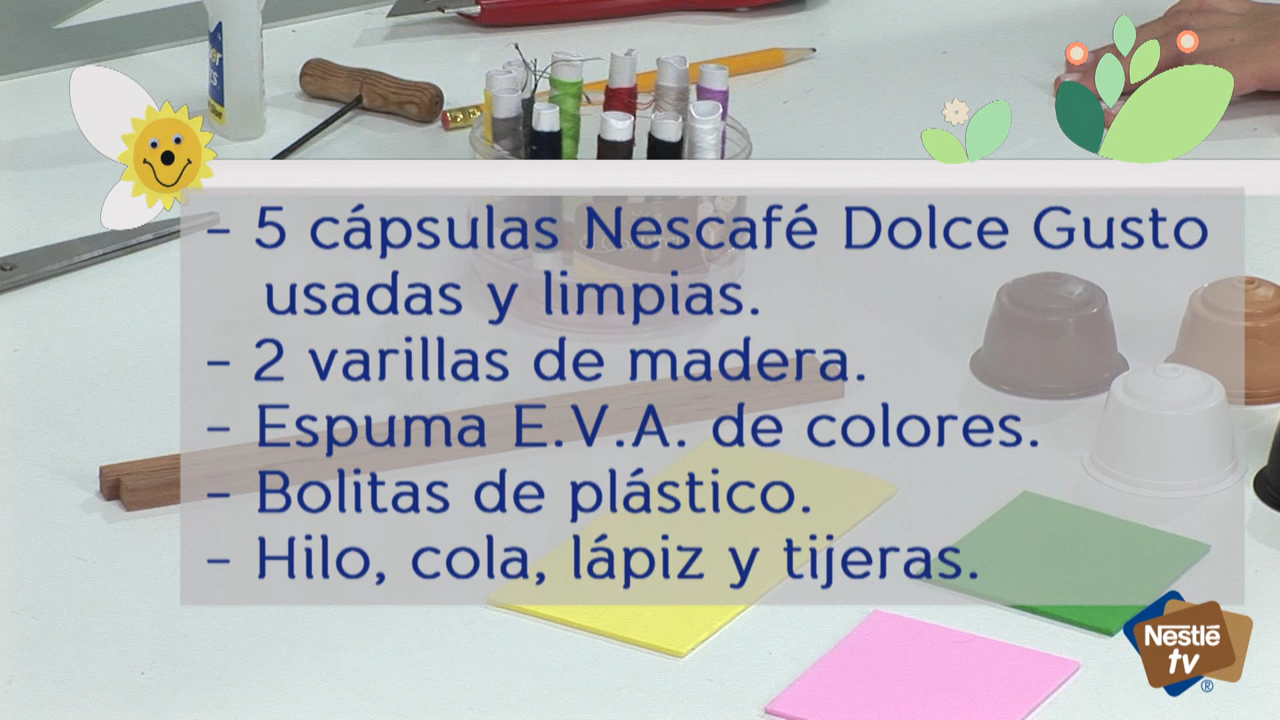 - 5 cápsulas Nescafé Dolce Gusto
usadas y limpias.
- 2 varillas de madera.
- Espuma E.V.A. de colores.
- Bolitas de plástico.
- Hilo, cola, lápiz y tijeras.
Nestlé
tv
®